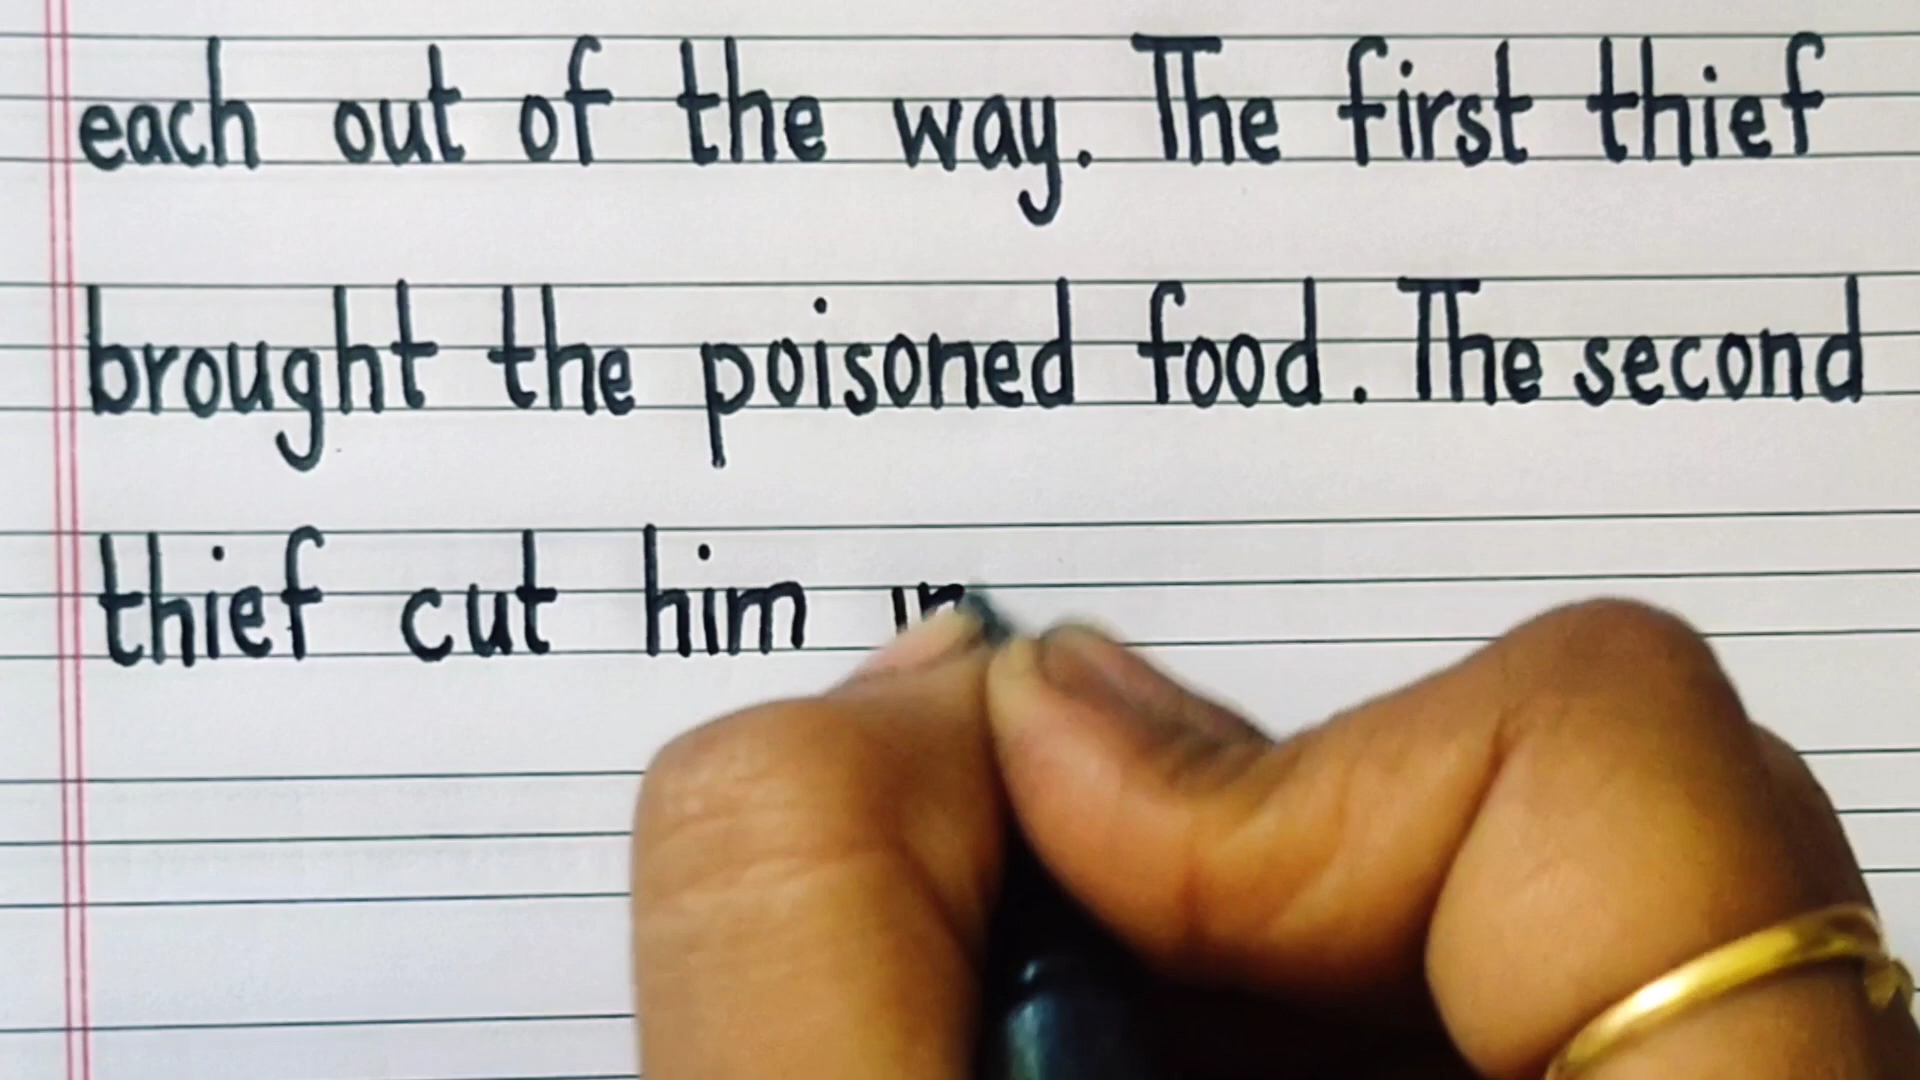 each out of the way. The first thief
brought the poisoned food. The second
thief cut him